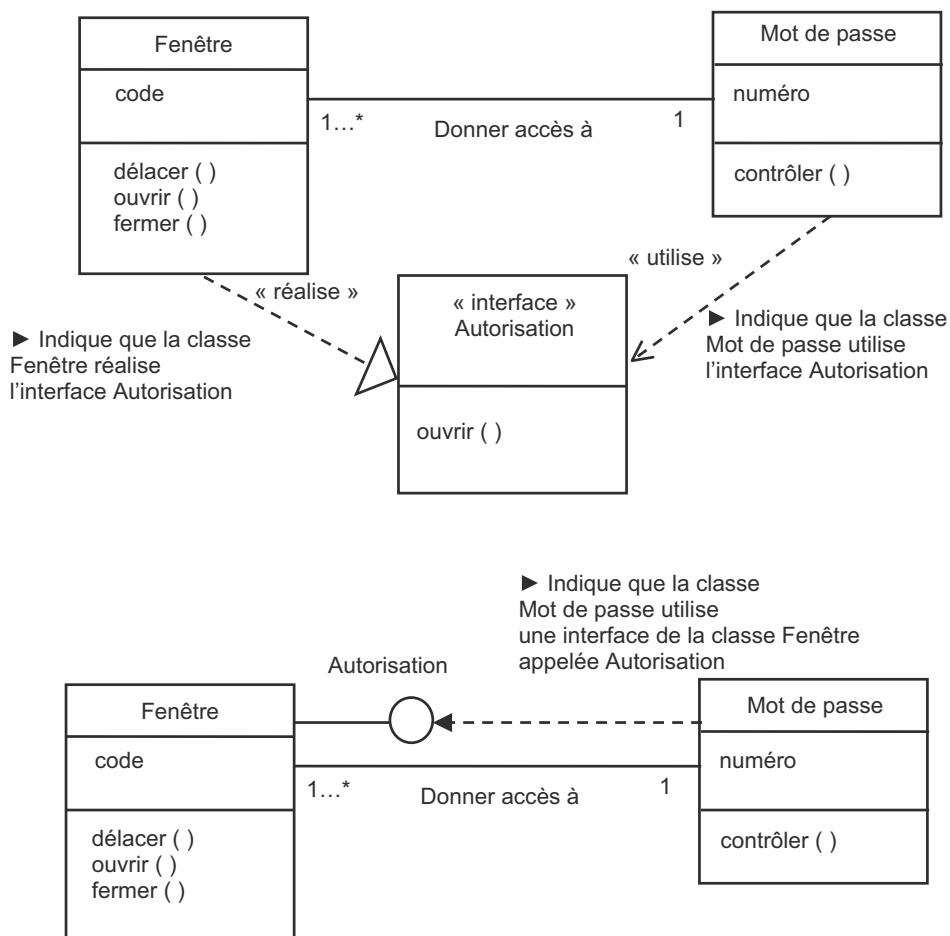 Fenêtre
code
délacer ( )
ouvrir ( )
fermer ( )
1…*
Donner accès à
1
Mot de passe
numéro
contrôler ( )
« réalise »
« utilise »
« interface »
Autorisation
ouvrir ( )
► Indique que la classe
Fenêtre réalise
l’interface Autorisation
► Indique que la classe
Mot de passe utilise
l’interface Autorisation
► Indique que la classe
Mot de passe utilise
une interface de la classe Fenêtre
appelée Autorisation
Autorisation
Fenêtre
code
délacer ( )
ouvrir ( )
fermer ( )
1…*
Donner accès à
1
Mot de passe
numéro
contrôler ( )